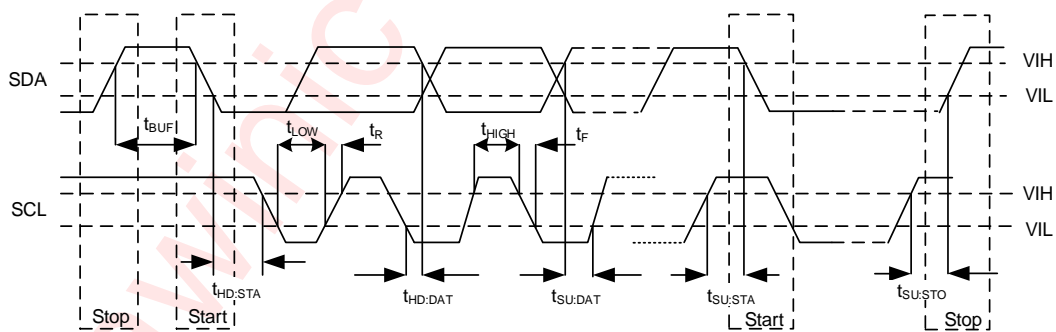 SDA
VIH
VIL
tBUF
tLOW
tR
tHIGH
tF
SCL
VIH
VIL
tHD:STA
tHD:DAT
tSU:DAT
tSU:STA
tSU:STO
Stop
Start
Start
Stop
awinic